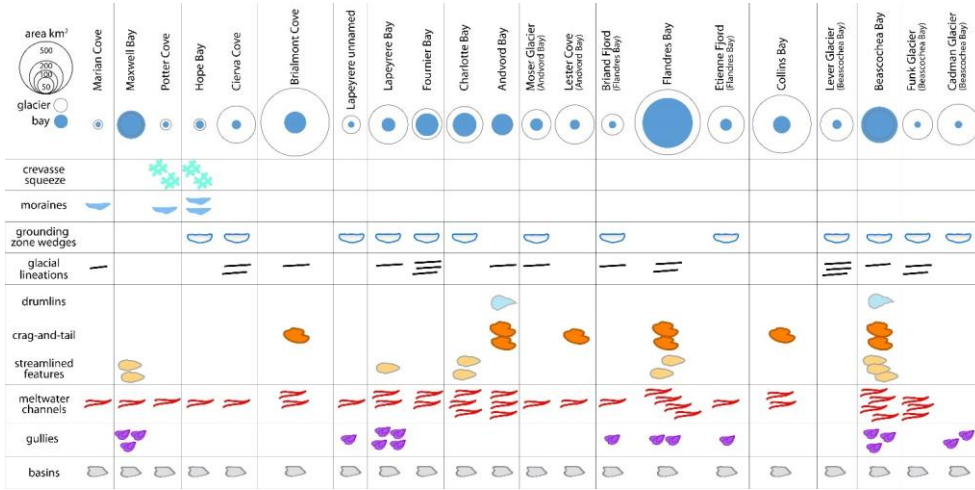 area km²
500
200
100
50
glacier
bay
Marian Cove
Maxwell Bay
Potter Cove
Hope Bay
Cierva Cove
Brialmont Cove
Lapeyrere unnamed
Lapeyrere Bay
Fournier Bay
Charlotte Bay
Andvord Bay
Moser Glacier
(Andvord Bay)
Lester Cove
(Andvord Bay)
Briand Fjord
(Flandres Bay)
Flandres Bay
Etienne Fjord
(Flandres Bay)
Collins Bay
Lever Glacier
(Beascochea Bay)
Beascochea Bay
Funk Glacier
(Beascochea Bay)
Cadman Glacier
(Beascochea Bay)
crevasse
squeeze
moraines
grounding
zone wedges
glacial
lineations
drumlins
crag-and-tail
streamlined
features
meltwater
channels
gullies
basins